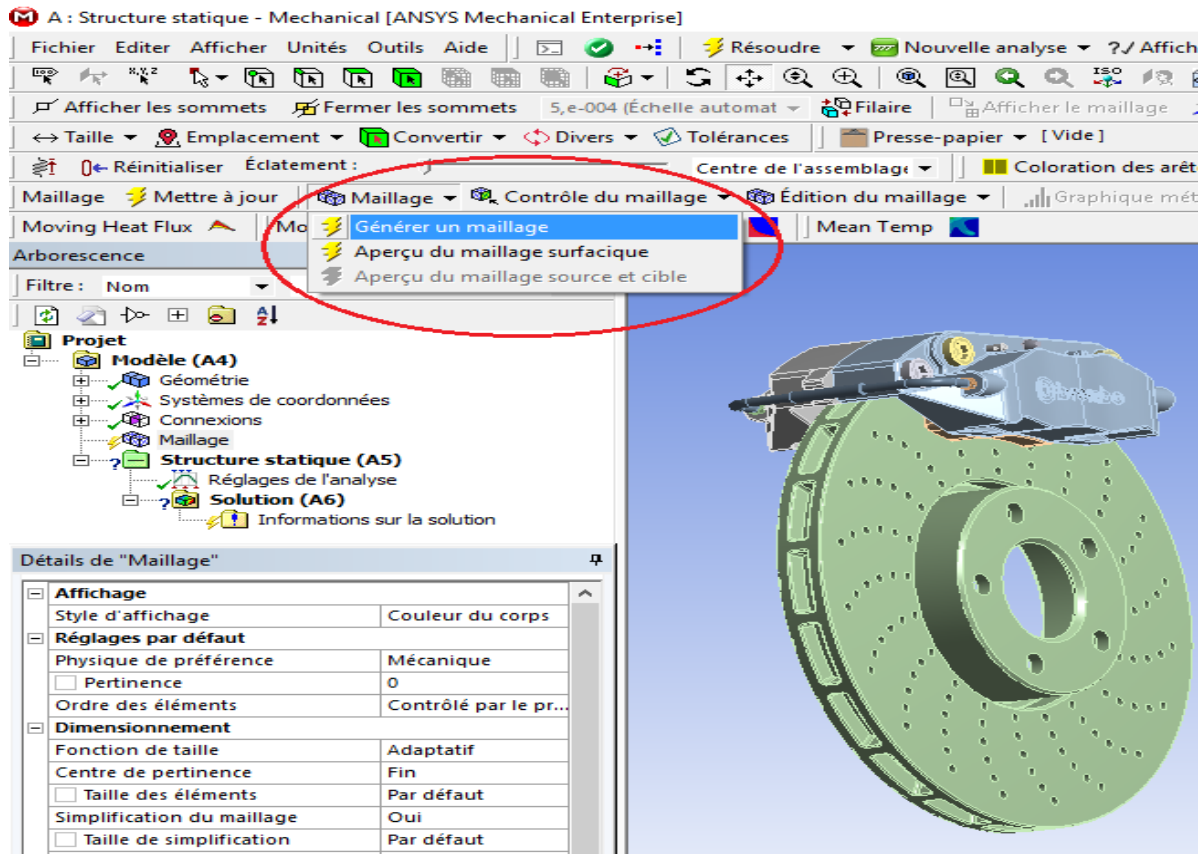 A : Structure statique - Mechanical [ANSYS Mechanical Enterprise]
Fichier Editer Afficher Unités Outils Aide Résoudre Nouvelle analyse ?✓ Affich
Afficher les sommets Fermer les sommets 5,e-004 (Échelle automat Filaire Afficher le maillage
Taille Emplacement Convertir Divers Tolérances Presse-papier [Vide]
Réinitialiser Éclatement : Centre de l'assemblage Coloration des arêt
Maillage Mettre à jour Maillage Contrôle du maillage Édition du maillage Graphique mét
Moving Heat Flux Mo Générer un maillage Mean Temp
Aperçu du maillage surfacique
Aperçu du maillage source et cible
Arborescence
Filtre : Nom
Projet
Modèle (A4)
Géométrie
Systèmes de coordonnées
Connexions
Maillage
Structure statique (A5)
Réglages de l'analyse
Solution (A6)
Informations sur la solution
Détails de "Maillage"
Affichage
Style d'affichage Couleur du corps
Réglages par défaut
Physique de préférence Mécanique
Pertinence 0
Ordre des éléments Contrôlé par le pr...
Dimensionnement
Fonction de taille Adaptatif
Centre de pertinence Fin
Taille des éléments Par défaut
Simplification du maillage Oui
Taille de simplification Par défaut